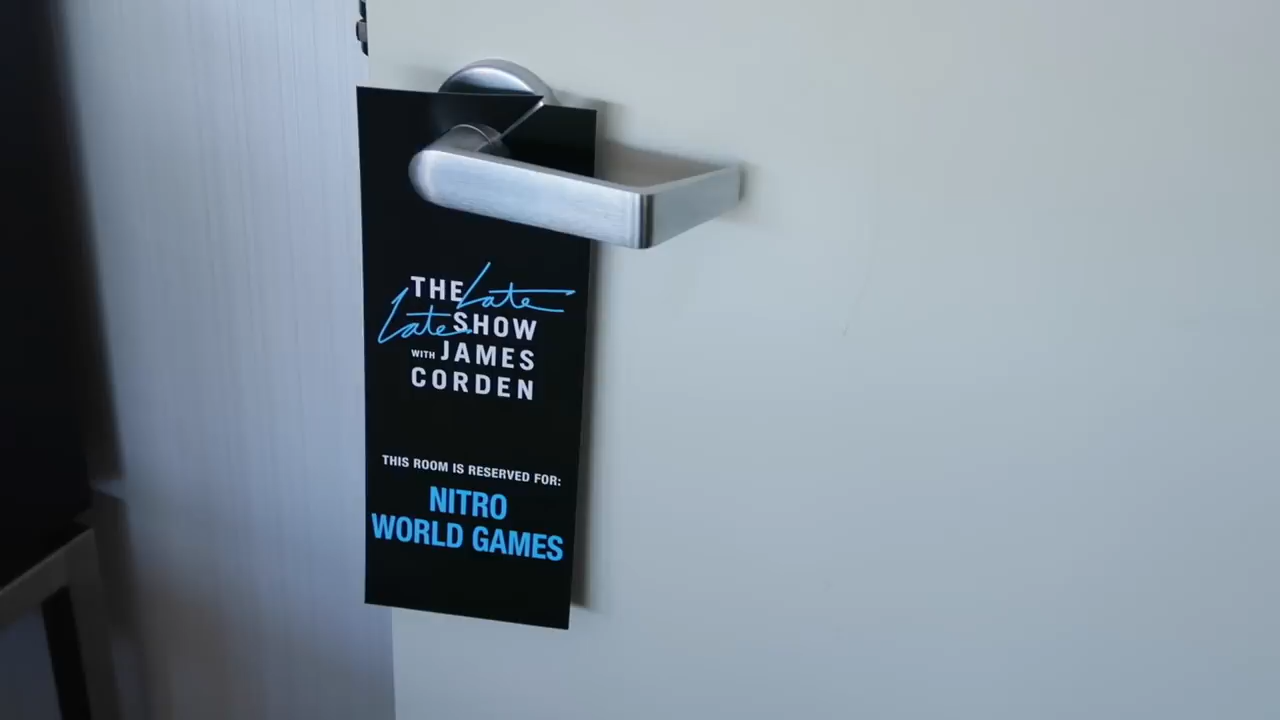 THE Late
Late SHOW
WITH JAMES
CORDEN
THIS ROOM IS RESERVED FOR:
NITRO
WORLD GAMES